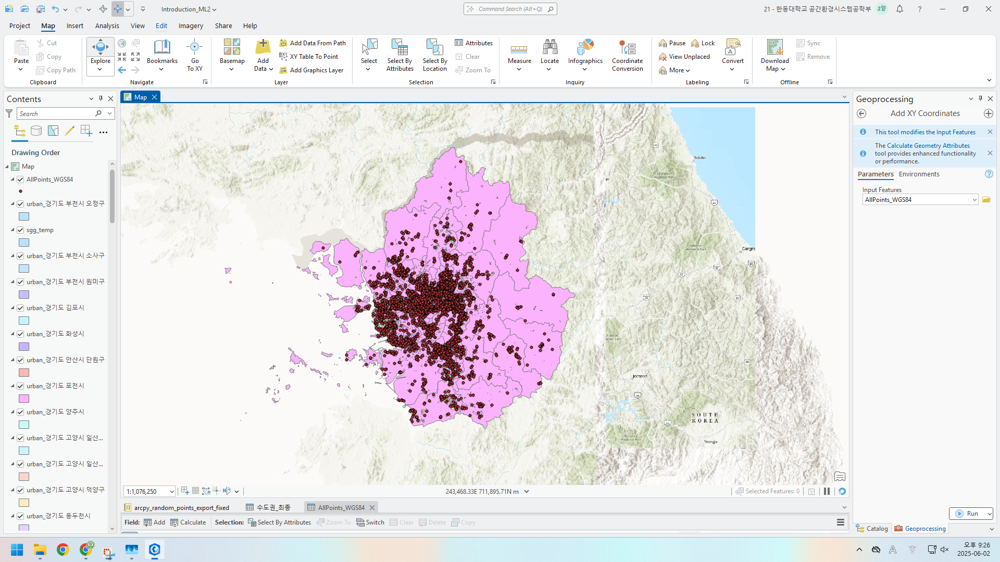 Introduction_ML2
Command Search (Alt+Q)
21 - 한동대학교 공간환경시스템공학부
2양
Project
Map
Insert
Analysis
View
Edit
Imagery
Share
Help
Paste
Cut
Copy
Copy Path
Clipboard
Explore
Bookmarks
Go
To XY
Navigate
Basemap
Add
Data
Add Data From Path
XY Table To Point
Add Graphics Layer
Layer
Select
Select By
Attributes
Select By
Location
Attributes
Clear
Zoom To
Selection
Measure
Locate
Infographics
Coordinate
Conversion
Inquiry
Pause
Lock
View Unplaced
More
Convert
Labeling
Download
Map
Sync
Remove
Offline
Contents
Search
Drawing Order
Map
AllPoints_WGS84
urban_경기도 부천시 오정구
sgg_temp
urban_경기도 부천시 소사구
urban_경기도 부천시 원미구
urban_경기도 김포시
urban_경기도 화성시
urban_경기도 안산시 단원구
urban_경기도 포천시
urban_경기도 양주시
urban_경기도 고양시 일산...
urban_경기도 고양시 일산...
urban_경기도 고양시 덕양구
urban_경기도 동두천시
Map
Sokcho
Seoraksan
National Park
Odaesan
National Park
Jecheon
SOUTH
KOREA
Woraksan
National Park
Yeongju
1:1,076,250
243,468.33E 711,895.71N m
Selected Features: 0
arcpy_random_points_export_fixed
수도권_최종
AllPoints_WGS84
Field:
Add
Calculate
Selection:
Select By Attributes
Zoom To
Switch
Clear
Delete
Copy
Geoprocessing
Add XY Coordinates
This tool modifies the Input Features
The Calculate Geometry Attributes
tool provides enhanced functionality
or performance.
Parameters
Environments
Input Features
AllPoints_WGS84
Run
Catalog
Geoprocessing
오후 9:26
2025-06-02